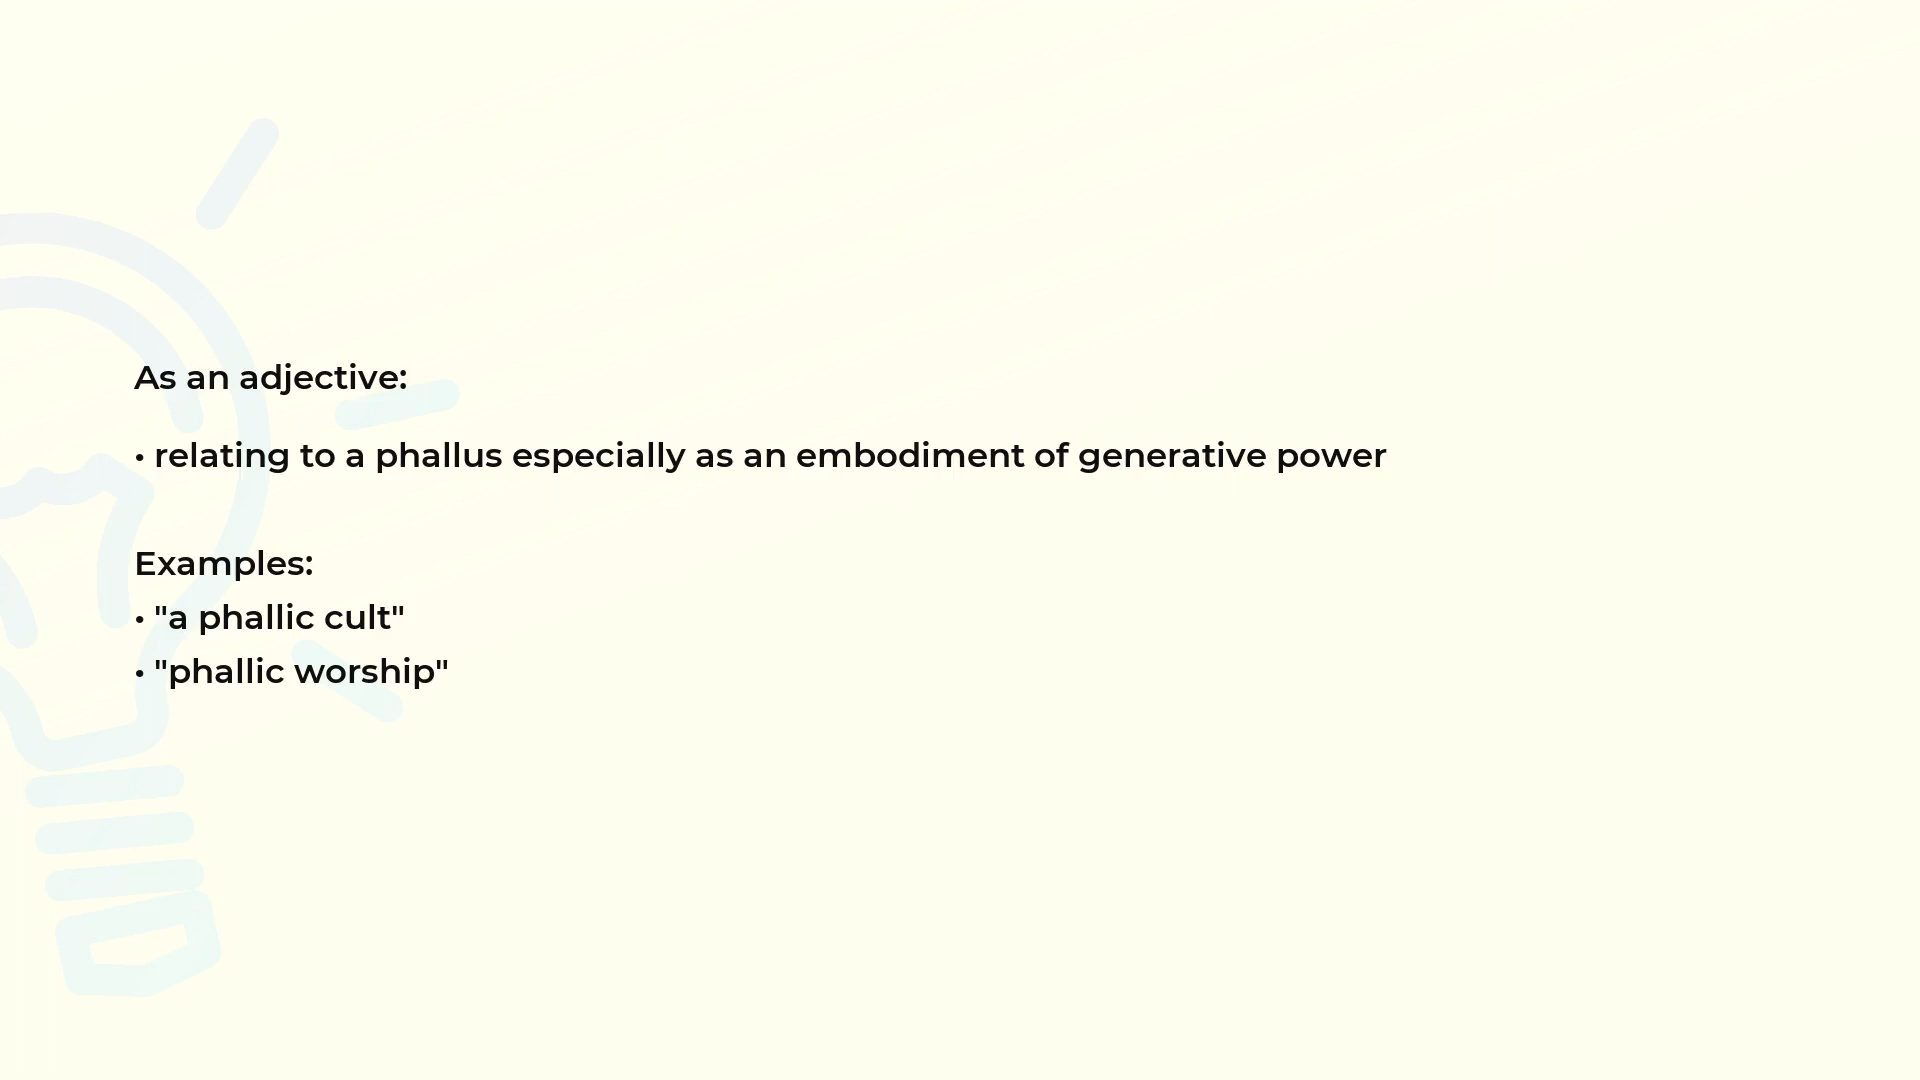 As an adjective:
• relating to a phallus especially as an embodiment of generative power
Examples:
• "a phallic cult"
• "phallic worship"